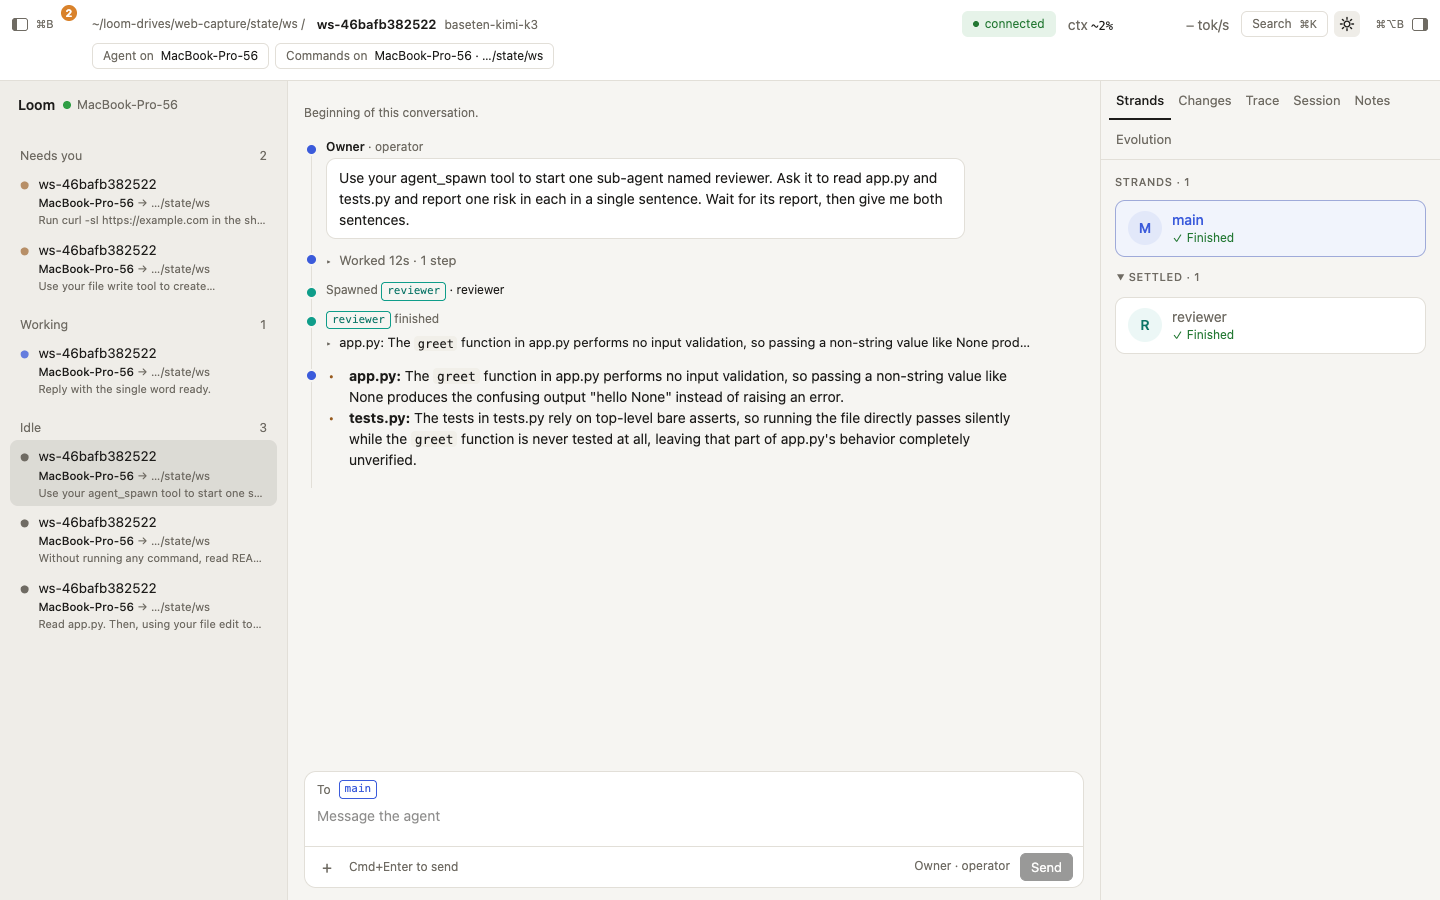 ⌘B
2
~/loom-drives/web-capture/state/ws / ws-46bafb382522 baseten-kimi-k3
connected
ctx ~2%
– tok/s
Search ⌘K
⌘⌥B
Agent on MacBook-Pro-56
Commands on MacBook-Pro-56 · …/state/ws
Loom MacBook-Pro-56
Needs you 2
ws-46bafb382522
MacBook-Pro-56 → …/state/ws
Run curl -sI https://example.com in the sh…
ws-46bafb382522
MacBook-Pro-56 → …/state/ws
Use your file write tool to create…
Working 1
ws-46bafb382522
MacBook-Pro-56 → …/state/ws
Reply with the single word ready.
Idle 3
ws-46bafb382522
MacBook-Pro-56 → …/state/ws
Use your agent_spawn tool to start one s…
ws-46bafb382522
MacBook-Pro-56 → …/state/ws
Without running any command, read REA…
ws-46bafb382522
MacBook-Pro-56 → …/state/ws
Read app.py. Then, using your file edit to…
Beginning of this conversation.
Owner · operator
Use your agent_spawn tool to start one sub-agent named reviewer. Ask it to read app.py and
tests.py and report one risk in each in a single sentence. Wait for its report, then give me both
sentences.
▸ Worked 12s · 1 step
Spawned reviewer · reviewer
reviewer finished
▸ app.py: The greet function in app.py performs no input validation, so passing a non-string value like None prod…
• app.py: The greet function in app.py performs no input validation, so passing a non-string value like
None produces the confusing output "hello None" instead of raising an error.
• tests.py: The tests in tests.py rely on top-level bare asserts, so running the file directly passes silently
while the greet function is never tested at all, leaving that part of app.py's behavior completely
unverified.
To main
Message the agent
+ Cmd+Enter to send
Owner · operator
Send
Strands Changes Trace Session Notes
Evolution
STRANDS · 1
M
main
✓ Finished
▼ SETTLED · 1
R
reviewer
✓ Finished